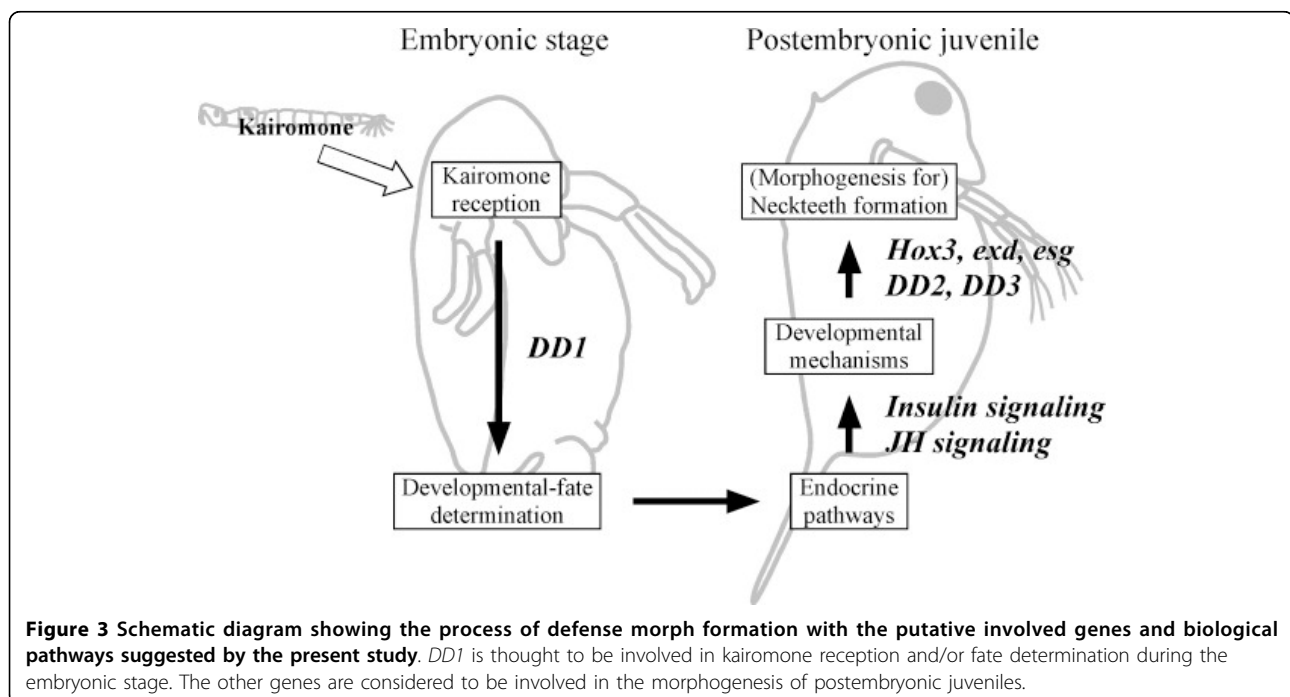 Embryonic stage
Postembryonic juvenile
Kairomone
Kairomone
reception
DD1
Developmental-fate
determination
(Morphogenesis for)
Neckteeth formation
Hox3, exd, esg
DD2, DD3
Developmental
mechanisms
Insulin signaling
JH signaling
Endocrine
pathways
Figure 3 Schematic diagram showing the process of defense morph formation with the putative involved genes and biological
pathways suggested by the present study. DD1 is thought to be involved in kairomone reception and/or fate determination during the
embryonic stage. The other genes are considered to be involved in the morphogenesis of postembryonic juveniles.